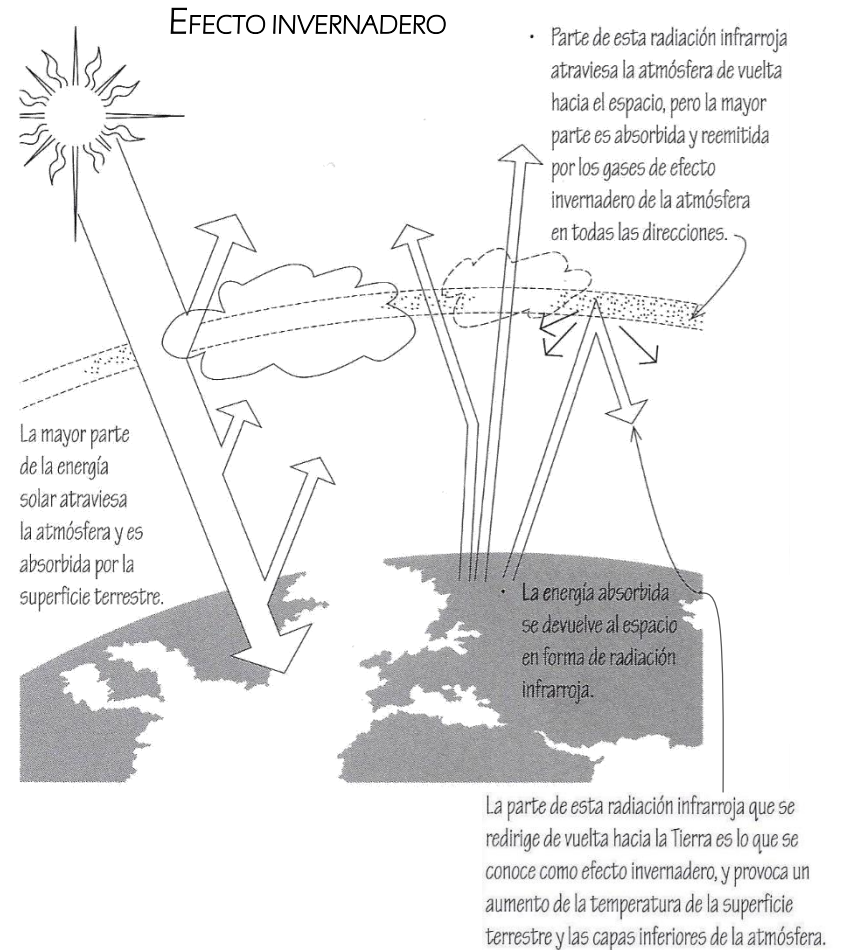 EFECTO INVERNADERO
• Parte de esta radiación infrarroja
atraviesa la atmósfera de vuelta
hacia el espacio, pero la mayor
parte es absorbida y reemitida
por los gases de efecto
invernadero de la atmósfera
en todas las direcciones.
La mayor parte
de la energía
solar atraviesa
la atmósfera y es
absorbida por la
superficie terrestre.
• La energía absorbida
se devuelve al espacio
en forma de radiación
infrarroja.
La parte de esta radiación infrarroja que se
redirige de vuelta hacia la Tierra es lo que se
conoce como efecto invernadero, y provoca un
aumento de la temperatura de la superficie
terrestre y las capas inferiores de la atmósfera.